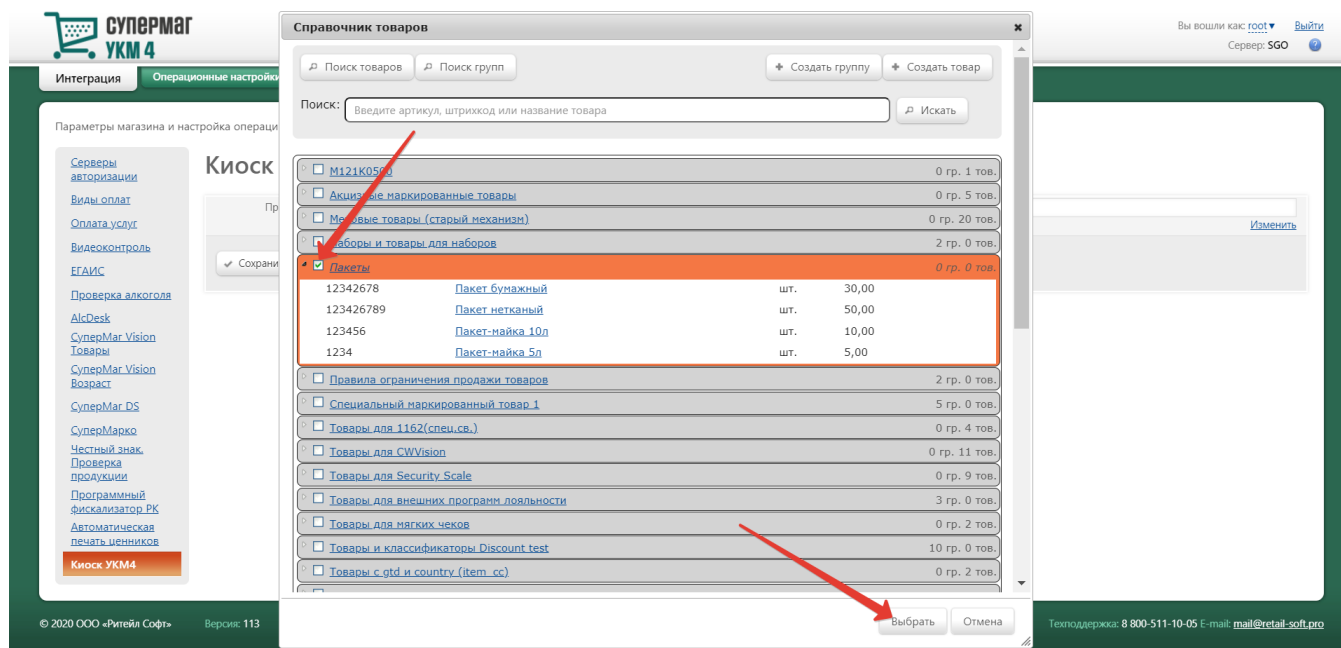 супермаг
УКМ 4
Вы вошли как: root▼ Выйти
Сервер: SGO ?
Интеграция
Операционные настройки
Параметры магазина и настройка операци
Серверы
авторизации
Виды оплат
Оплата услуг
Видеоконтроль
ЕГАИС
Проверка алкоголя
AlcDesk
СуперМаг Vision
Товары
СуперМаг Vision
Возраст
СуперМаг DS
СуперМарко
Честный знак.
Проверка
продукции
Программный
фискализатор РК
Автоматическая
печать ценников
Киоск УКМ4
Киоск
Пр
Изменить
Сохрани
Справочник товаров
Поиск товаров
Поиск групп
Создать группу
Создать товар
Поиск:
Введите артикул, штрихкод или название товара
Искать
М121К0500 0 гр. 1 тов.
Акцизные маркированные товары 0 гр. 5 тов.
Меховые товары (старый механизм) 0 гр. 20 тов.
Наборы и товары для наборов 2 гр. 0 тов.
Пакеты 0 гр. 0 тов.
12342678 Пакет бумажный шт. 30,00
123426789 Пакет нетканый шт. 50,00
123456 Пакет-майка 10л шт. 10,00
1234 Пакет-майка 5л шт. 5,00
Правила ограничения продажи товаров 2 гр. 0 тов.
Специальный маркированный товар 1 5 гр. 0 тов.
Товары для 1162(спец.св.) 0 гр. 4 тов.
Товары для CWVision 0 гр. 11 тов.
Товары для Security Scale 0 гр. 9 тов.
Товары для внешних программ лояльности 3 гр. 0 тов.
Товары для мягких чеков 0 гр. 2 тов.
Товары и классификаторы Discount test 10 гр. 0 тов.
Товары с gtd и country (item_cc) 0 гр. 2 тов.
Выбрать
Отмена
© 2020 ООО «Ритейл Софт» Версия: 113
Техподдержка: 8 800-511-10-05 E-mail: mail@retail-soft.pro